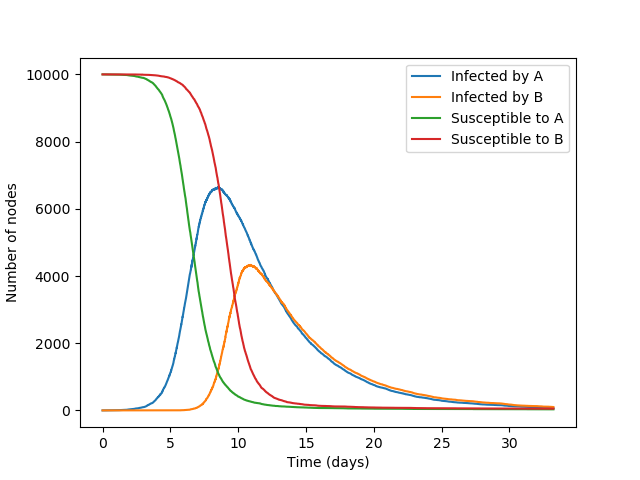 Infected by A
Infected by B
Susceptible to A
Susceptible to B
Number of nodes
10000
8000
6000
4000
2000
0
0 5 10 15 20 25 30
Time (days)